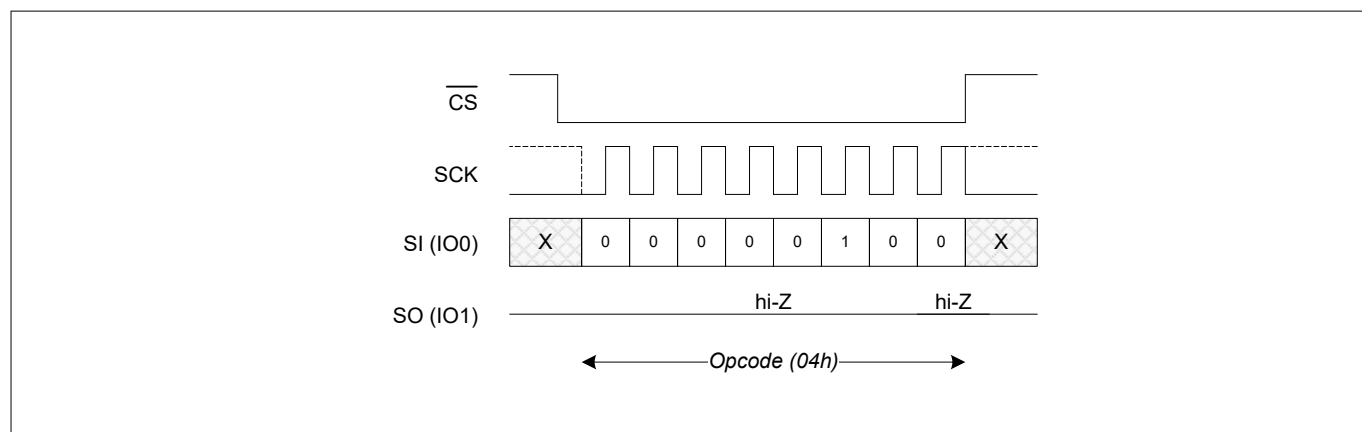 CS
SCK
SI (IO0) X 0 0 0 0 0 1 0 0 X
hi-Z hi-Z
SO (IO1)
Opcode (04h)